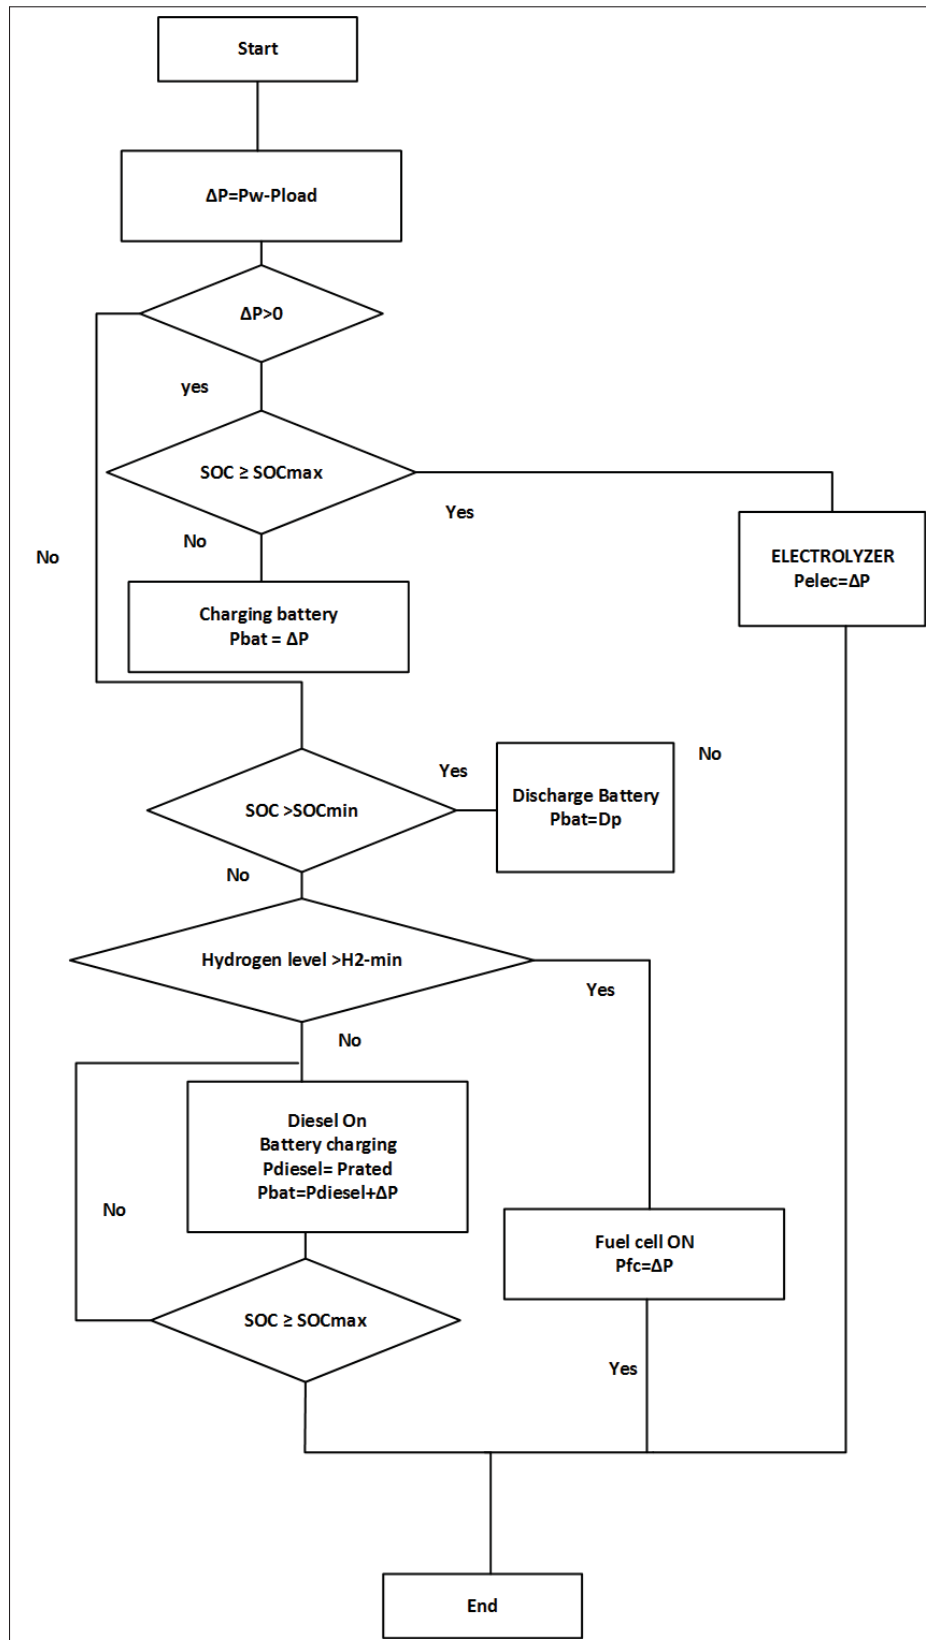 Start
ΔP=Pw-Pload
ΔP>0
yes
SOC ≥ SOCmax
Yes
No
No
ELECTROLYZER
Pelec=ΔP
Charging battery
Pbat = ΔP
No
Yes
Discharge Battery
Pbat=Dp
SOC >SOCmin
No
Hydrogen level >H2-min
Yes
No
Diesel On
Battery charging
Pdiesel= Prated
Pbat=Pdiesel+ΔP
No
Fuel cell ON
Pfc=ΔP
SOC ≥ SOCmax
Yes
End